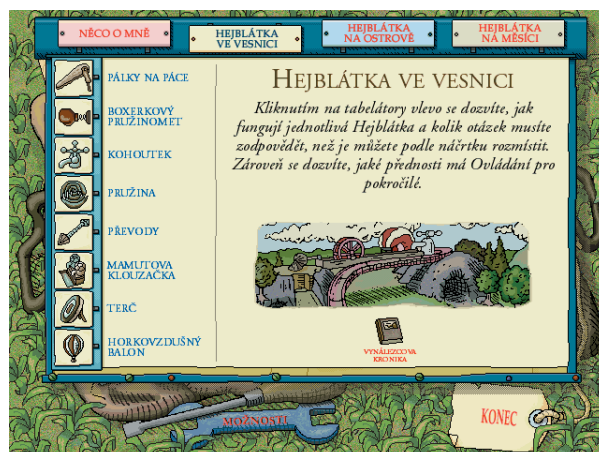 NĚCO O MNĚ
HEJBLÁTKA
VE VESNICI
HEJBLÁTKA
NA OSTROVĚ
HEJBLÁTKA
NA MĚSÍCI
PÁLKY NA PÁCE
BOXERKOVÝ
PRUŽINOMET
KOHOUTEK
PRUŽINA
PŘEVODY
MAMUTOVA
KLOUZAČKA
TERČ
HORKOVZDUŠNÝ
BALON
HEJBLÁTKA VE VESNICI
Kliknutím na tabelátory vlevo se dozvíte, jak
fungují jednotlivá Hejblátka a kolik otázek musíte
zodpovědět, než je můžete podle náčrtku rozmístit.
Zároveň se dozvíte, jaké přednosti má Ovládání pro
pokročilé.
VYNÁLEZCOVA
KRONIKA
MOŽNOSTI
KONEC